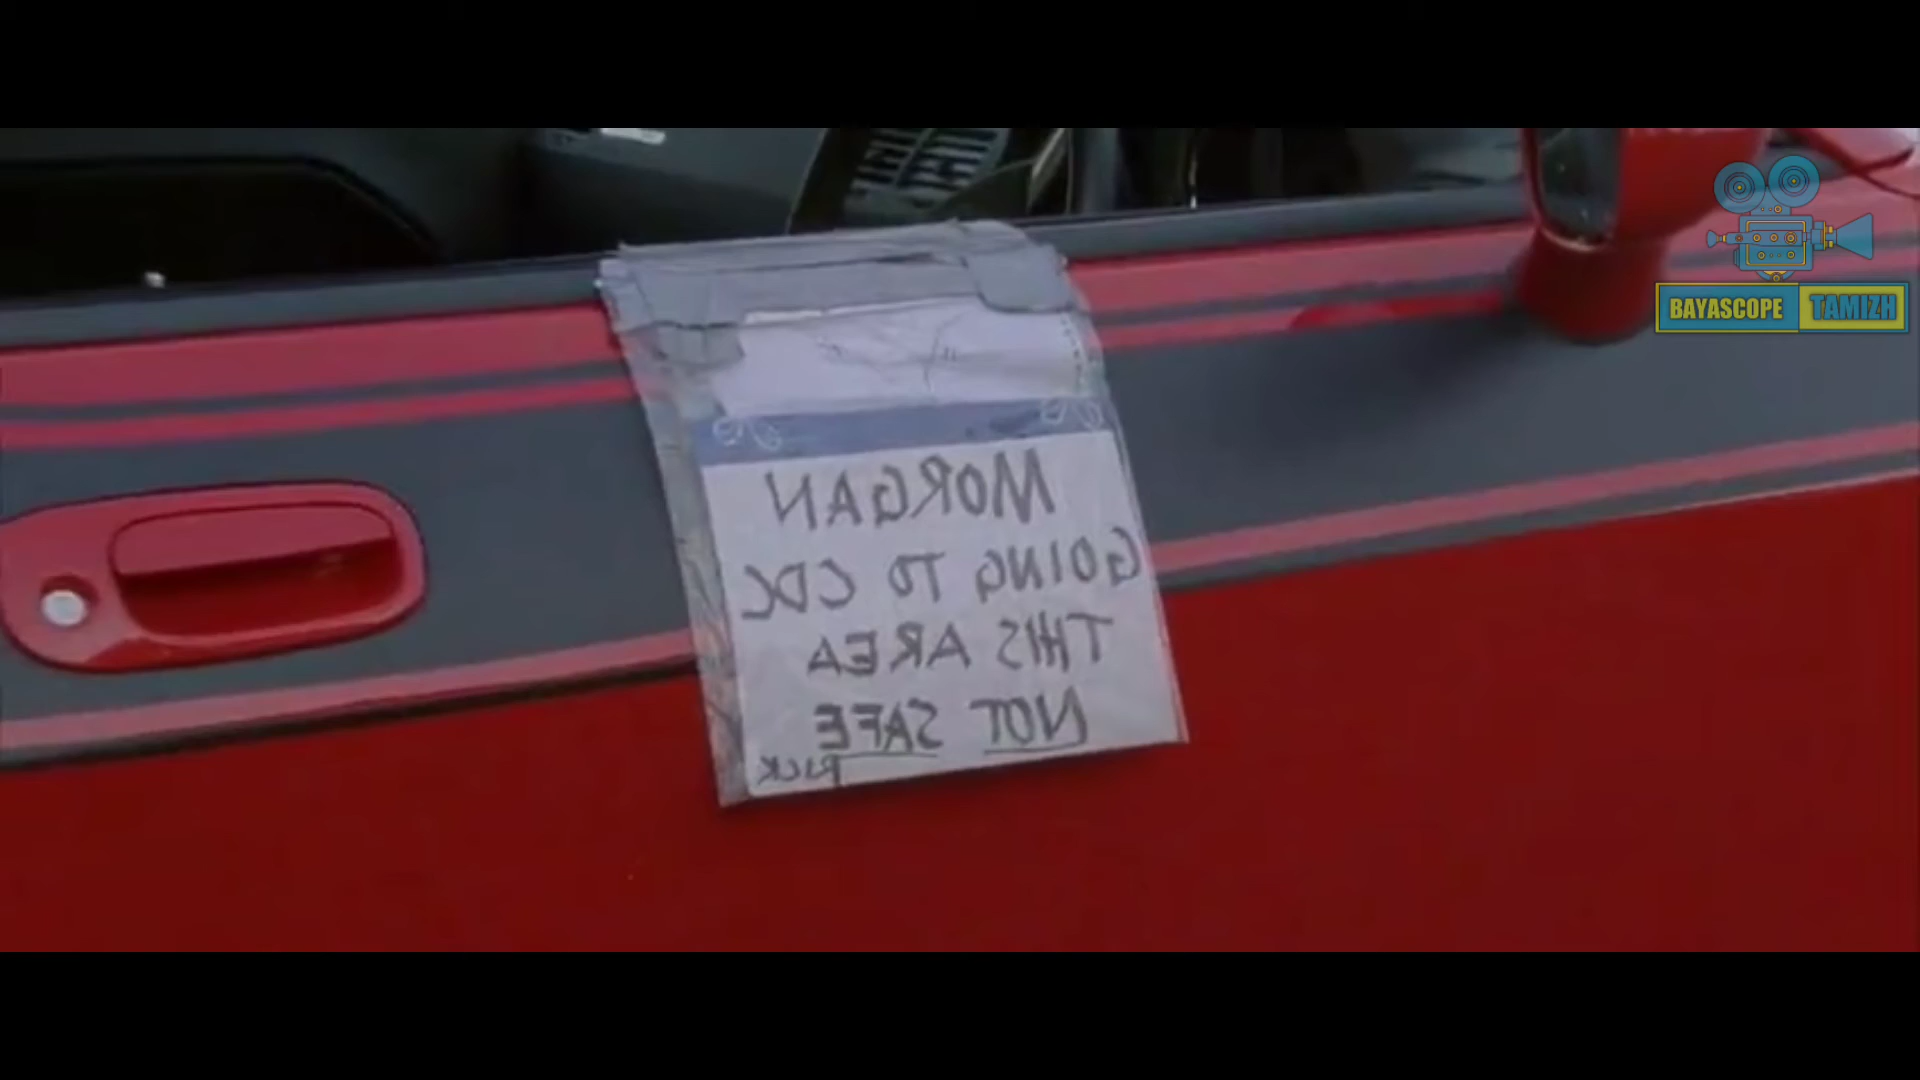 MORGAN
GOING TO CDC
THIS AREA
NOT SAFE
RICK
BAYASCOPE TAMIZH